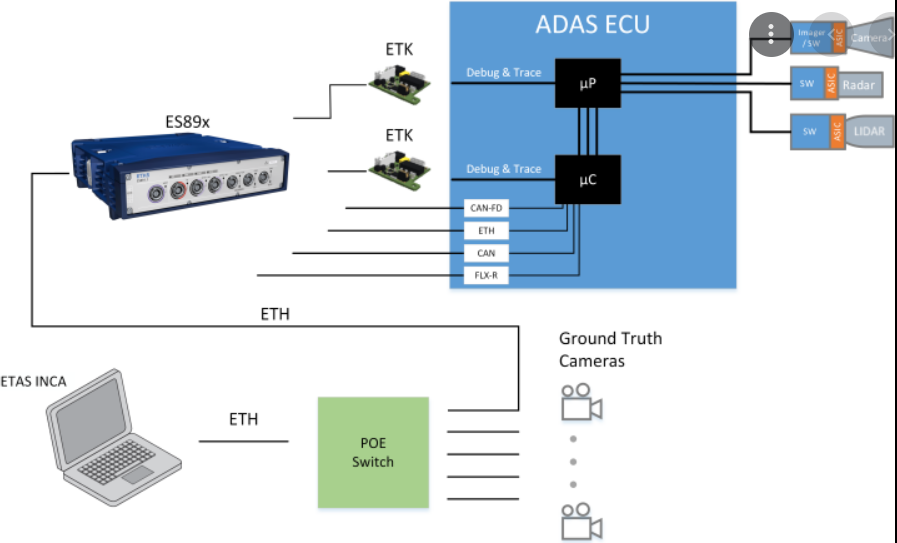 ADAS ECU
ETK
Debug & Trace
μP
Imager
/ SW
ASIC
Camera
SW
ASIC
Radar
SW
ASIC
LIDAR
ES89x
ETAS
ETK
Debug & Trace
μC
CAN-FD
ETH
CAN
FLX-R
ETH
Ground Truth
Cameras
ETAS INCA
ETH
POE
Switch